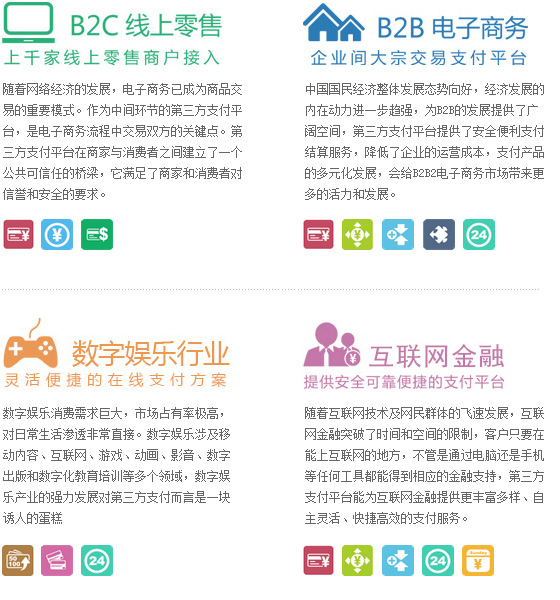 B2C 线上零售
上千家线上零售商户接入
随着网络经济的发展，电子商务已成为商品交
易的重要模式。作为中间环节的第三方支付平
台，是电子商务流程中交易双方的关键点。第
三方支付平台在商家与消费者之间建立了一个
公共可信任的桥梁，它满足了商家和消费者对
信誉和安全的要求。
¥
¥
$
B2B 电子商务
企业间大宗交易支付平台
中国国民经济整体发展态势向好，经济发展的
内在动力进一步趋强，为B2B的发展提供了广
阔空间，第三方支付平台提供了安全便利支付
结算服务，降低了企业的运营成本，支付产品
的多元化发展，会给B2B2电子商务市场带来更
多的活力和发展。
¥
¥
24
数字娱乐行业
灵活便捷的在线支付方案
数字娱乐消费需求巨大，市场占有率极高，
对日常生活渗透非常直接。数字娱乐涉及移
动内容、互联网、游戏、动画、影音、数字
出版和数字化教育培训等多个领域，数字娱
乐产业的强力发展对第三方支付而言是一块
诱人的蛋糕
50
100
24
¥
互联网金融
提供安全可靠便捷的支付平台
随着互联网技术及网民群体的飞速发展，互联
网金融突破了时间和空间的限制，客户只要在
能上互联网的地方，不管是通过电脑还是手机
等任何工具都能得到相应的金融支持，第三方
支付平台能为互联网金融提供更丰富多样、自
主灵活、快捷高效的支付服务。
¥
¥
24
Sunday
¥